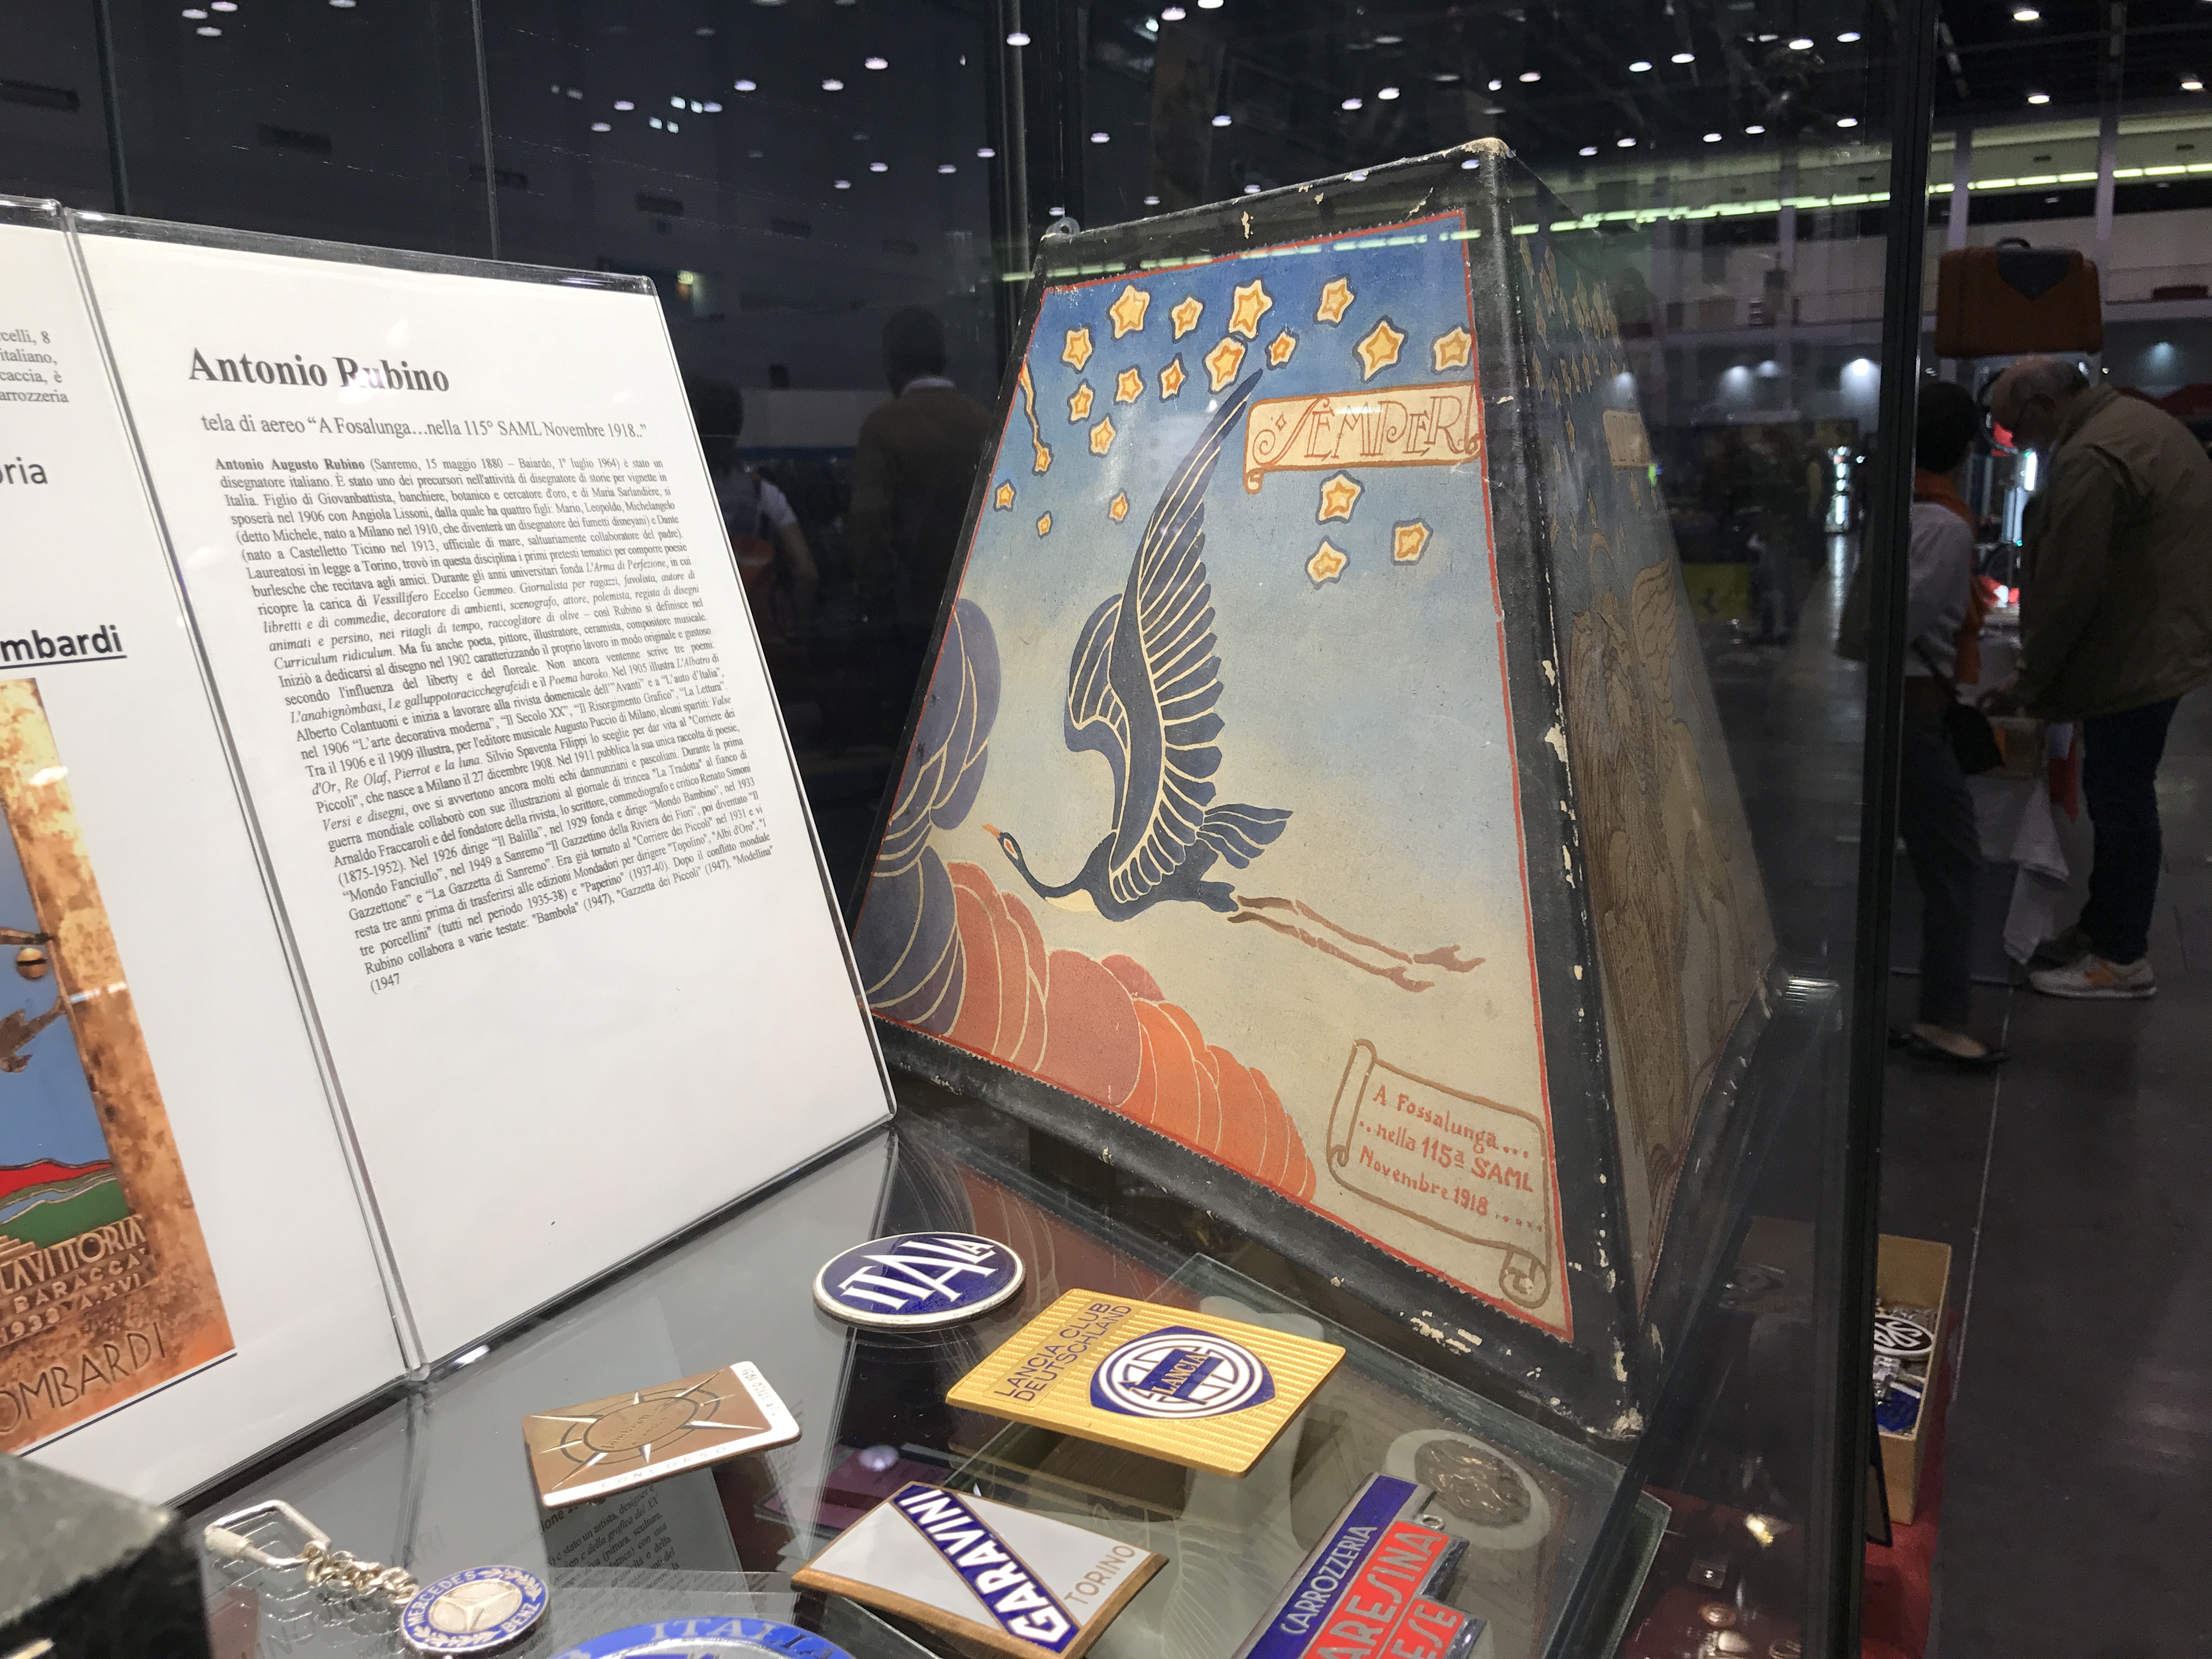 celli, 8
italiano,
caccia, è
arrozzeria
oria
mbardi
LAVITTORIA
BARACCA
1938 A.XVI
OMBARDI
Antonio Rubino
tela di aereo “A Fosalunga…nella 115° SAML Novembre 1918..”
Antonio Augusto Rubino (Sanremo, 15 maggio 1880 – Baiardo, 1° luglio 1964) è stato un
disegnatore italiano. È stato uno dei precursori nell'attività di disegnatore di storie per vignette in
Italia. Figlio di Giovanbattista, banchiere, botanico e cercatore d'oro, e di Maria Sarlandière, si
sposerà nel 1906 con Angiola Lissoni, dalla quale ha quattro figli: Mario, Leopoldo, Michelangelo
(detto Michele, nato a Milano nel 1910, che diventerà un disegnatore dei fumetti disneyani) e Dante
(nato a Castelletto Ticino nel 1913, ufficiale di mare, saltuariamente collaboratore del padre).
Laureatosi in legge a Torino, trovò in questa disciplina i primi pretesti tematici per comporre poesie
burlesche che recitava agli amici. Durante gli anni universitari fonda L'Arma di Perfezione, in cui
ricopre la carica di Vessillifero Eccelso Gemmeo. Giornalista per ragazzi, favolista, autore di
libretti e di commedie, decoratore di ambienti, scenografo, attore, polemista, regista di disegni
animati e persino, nei ritagli di tempo, raccoglitore di olive – così Rubino si definisce nel
Curriculum ridiculum. Ma fu anche poeta, pittore, illustratore, ceramista, compositore musicale.
Iniziò a dedicarsi al disegno nel 1902 caratterizzando il proprio lavoro in modo originale e gustoso
secondo l'influenza del liberty e del floreale. Non ancora ventenne scrive tre poemi:
L'anabignòmbasi, Le galluppotoracicchegrafeidi e il Poema baroko. Nel 1905 illustra L'Albatro di
Alberto Colantuoni e inizia a lavorare alla rivista domenicale dell'"Avanti" e a "L'auto d'Italia",
nel 1906 "L'arte decorativa moderna", "Il Secolo XX", "Il Risorgimento Grafico", "La Lettura".
Tra il 1906 e il 1909 illustra, per l'editore musicale Augusto Puccio di Milano, alcuni spartiti: Valse
d'Or, Re Olaf, Pierrot e la luna. Silvio Spaventa Filippi lo sceglie per dar vita al "Corriere dei
Piccoli", che nasce a Milano il 27 dicembre 1908. Nel 1911 pubblica la sua unica raccolta di poesie,
Versi e disegni, ove si avvertono ancora molti echi dannunziani e pascoliani. Durante la prima
guerra mondiale collaborò con sue illustrazioni al giornale di trincea "La Tradotta" al fianco di
Arnaldo Fraccaroli e del fondatore della rivista, lo scrittore, commediografo e critico Renato Simoni
(1875-1952). Nel 1926 dirige "Il Balilla", nel 1929 fonda e dirige "Mondo Bambino", nel 1933
"Mondo Fanciullo", nel 1949 a Sanremo "Il Gazzettino della Riviera dei Fiori", poi diventato "Il
Gazzettone" e "La Gazzetta di Sanremo". Era già tornato al "Corriere dei Piccoli" nel 1931 e vi
resta tre anni prima di trasferirsi alle edizioni Mondadori per dirigere "Topolino", "Albi d'Oro", "I
tre porcellini" (tutti nel periodo 1935-38) e "Paperino" (1937-40). Dopo il conflitto mondiale
Rubino collabora a varie testate: "Bambola" (1947), "Gazzetta dei Piccoli" (1947), "Modellina"
(1947
SEMPER
A Fossalunga...
..nella 115ª SAML
Novembre 1918.....
ITALA
LANCIA CLUB
DEUTSCHLAND
LANCIA
CONCORSO
GARAVINI
TORINO
MERCEDES
BENZ
ITALIA
CARROZZERIA
ARESINA
ESE